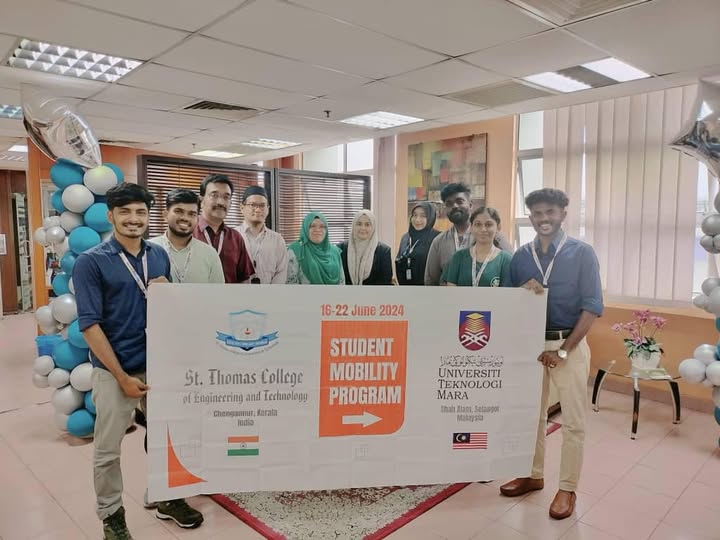 16-22 June 2024
St. Thomas College
of Engineering and Technology
Chengannur, Kerala
India
STUDENT
MOBILITY
PROGRAM
UNIVERSITI
TEKNOLOGI
MARA
Shah Alam, Selangor
Malaysia